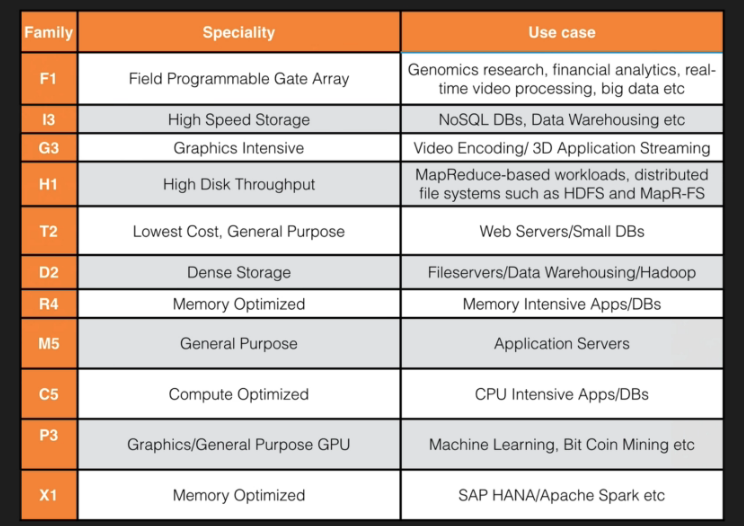 Family Speciality Use case
F1 Field Programmable Gate Array Genomics research, financial analytics, real-
time video processing, big data etc
I3 High Speed Storage NoSQL DBs, Data Warehousing etc
G3 Graphics Intensive Video Encoding/ 3D Application Streaming
H1 High Disk Throughput MapReduce-based workloads, distributed
file systems such as HDFS and MapR-FS
T2 Lowest Cost, General Purpose Web Servers/Small DBs
D2 Dense Storage Fileservers/Data Warehousing/Hadoop
R4 Memory Optimized Memory Intensive Apps/DBs
M5 General Purpose Application Servers
C5 Compute Optimized CPU Intensive Apps/DBs
P3 Graphics/General Purpose GPU Machine Learning, Bit Coin Mining etc
X1 Memory Optimized SAP HANA/Apache Spark etc